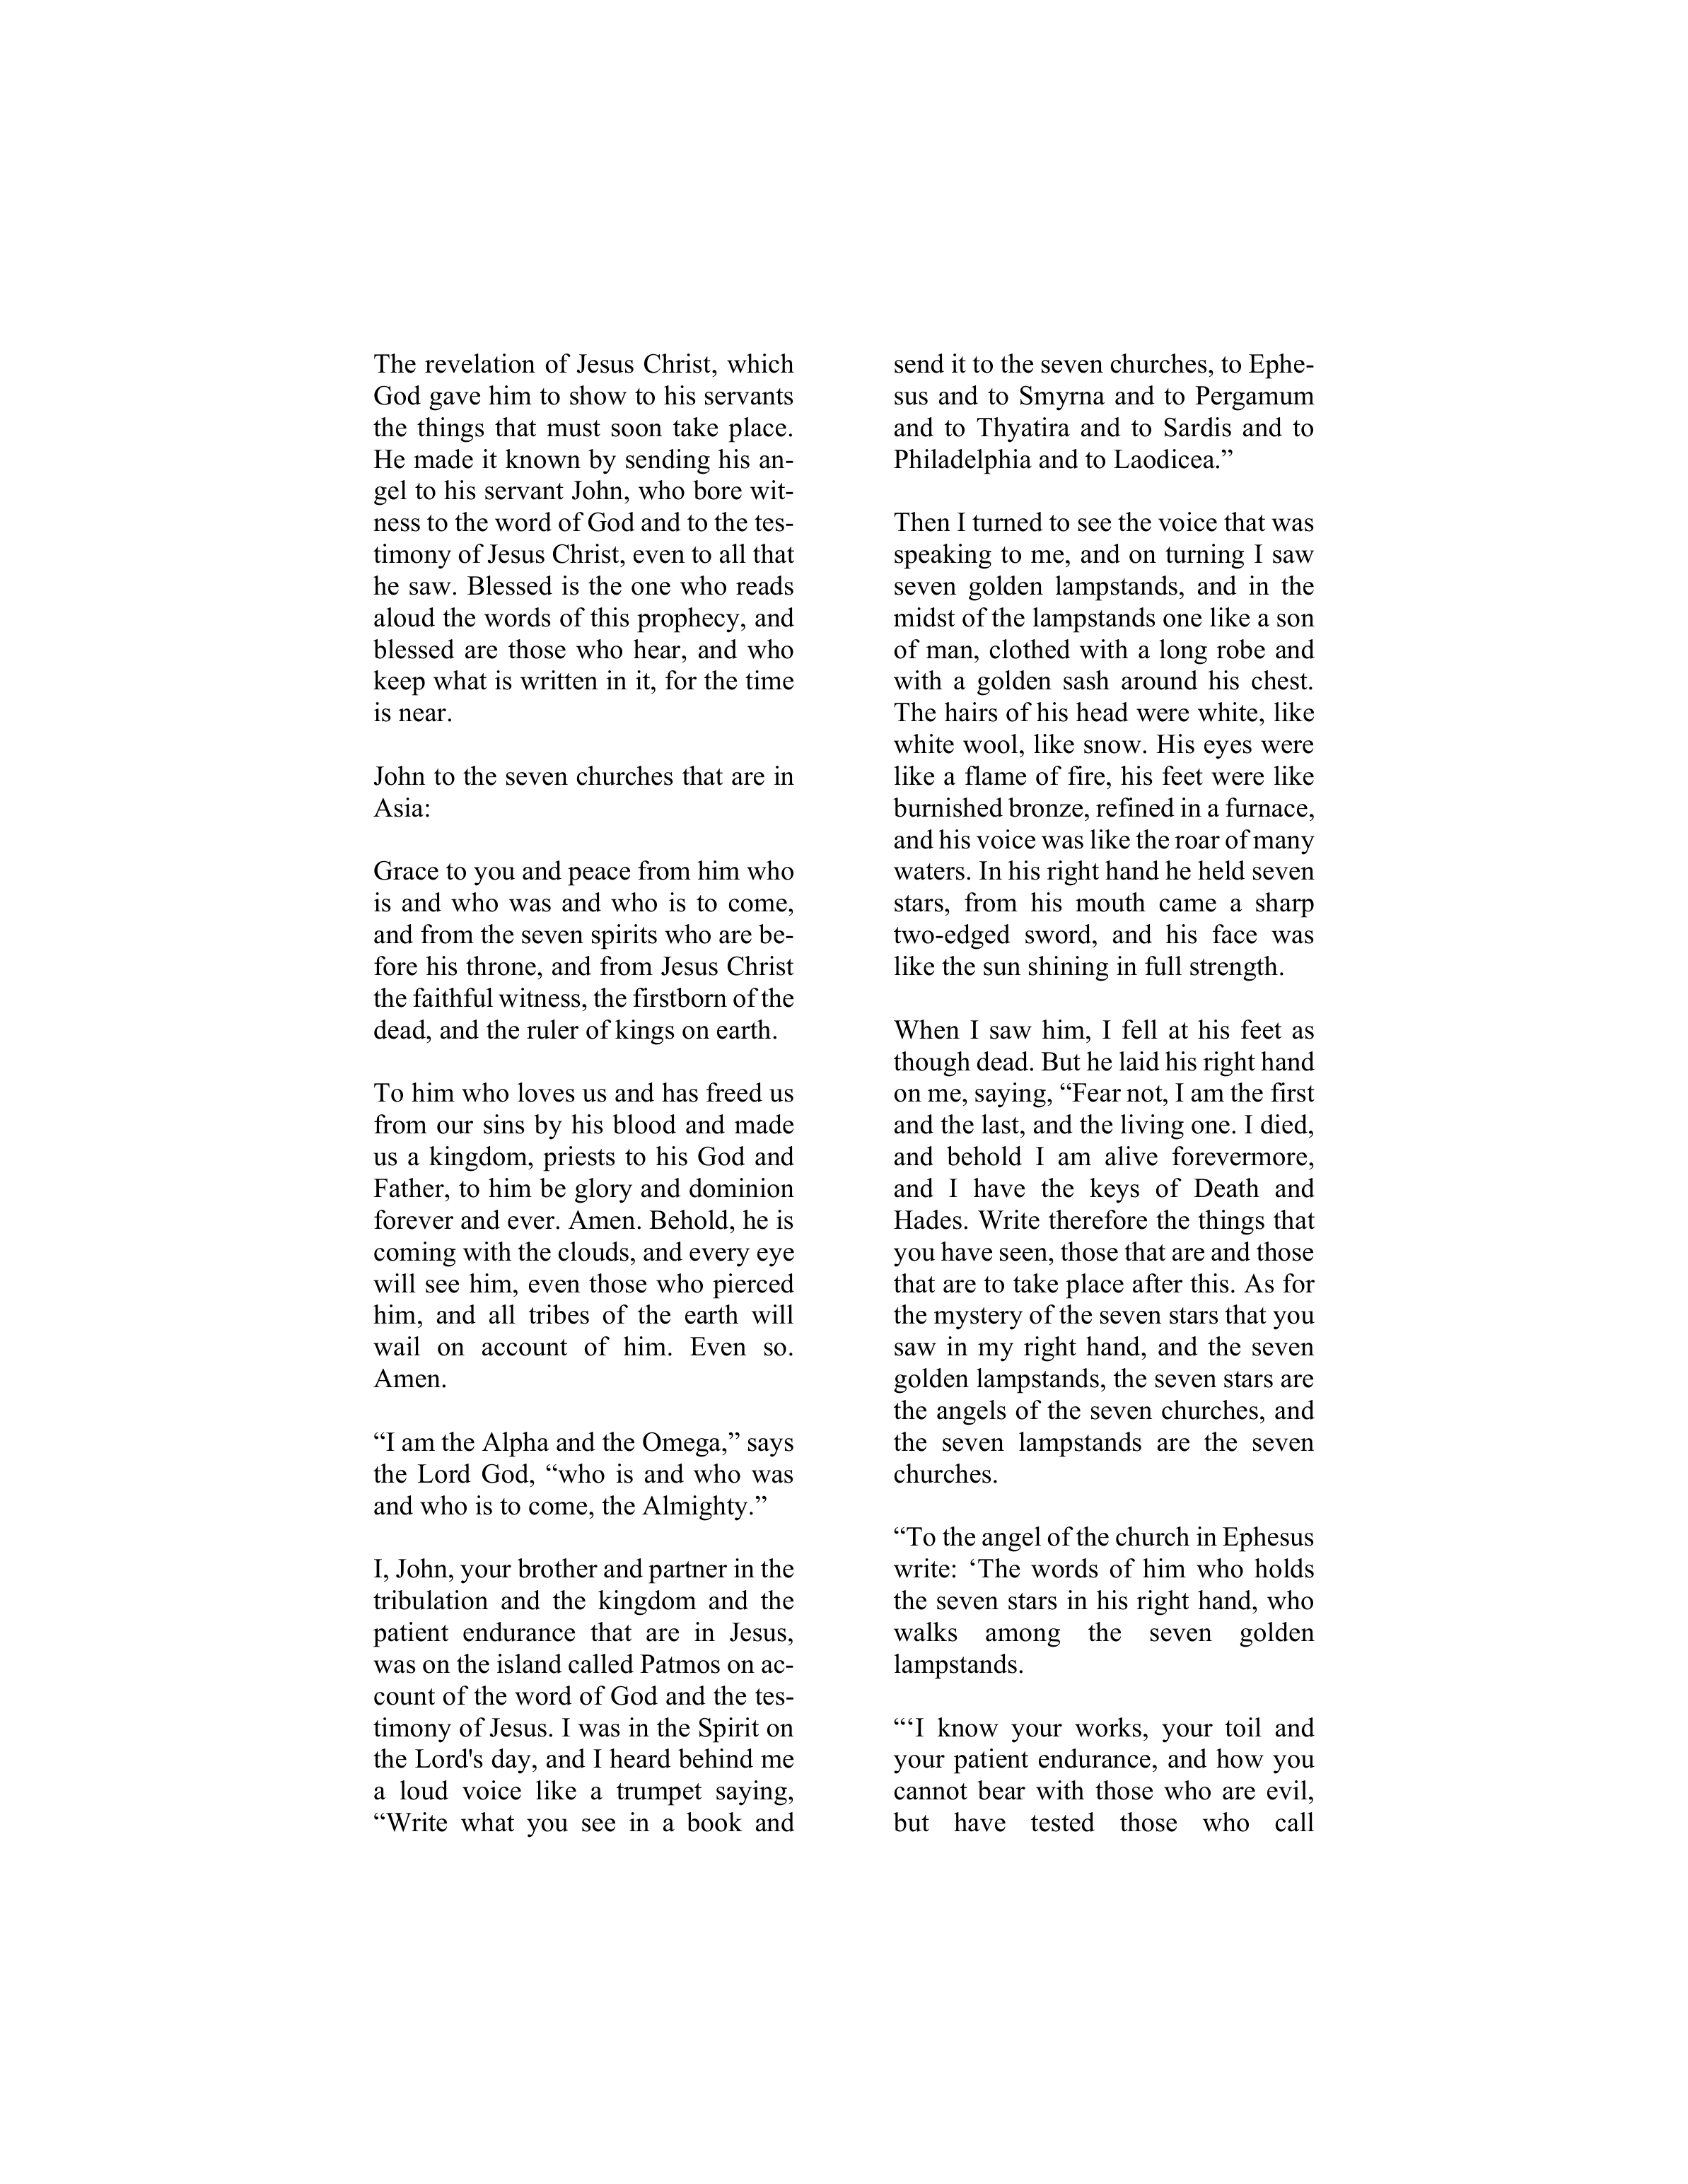 The revelation of Jesus Christ, which
God gave him to show to his servants
the things that must soon take place.
He made it known by sending his an-
gel to his servant John, who bore wit-
ness to the word of God and to the tes-
timony of Jesus Christ, even to all that
he saw. Blessed is the one who reads
aloud the words of this prophecy, and
blessed are those who hear, and who
keep what is written in it, for the time
is near.
John to the seven churches that are in
Asia:
Grace to you and peace from him who
is and who was and who is to come,
and from the seven spirits who are be-
fore his throne, and from Jesus Christ
the faithful witness, the firstborn of the
dead, and the ruler of kings on earth.
To him who loves us and has freed us
from our sins by his blood and made
us a kingdom, priests to his God and
Father, to him be glory and dominion
forever and ever. Amen. Behold, he is
coming with the clouds, and every eye
will see him, even those who pierced
him, and all tribes of the earth will
wail on account of him. Even so.
Amen.
“I am the Alpha and the Omega,” says
the Lord God, “who is and who was
and who is to come, the Almighty.”
I, John, your brother and partner in the
tribulation and the kingdom and the
patient endurance that are in Jesus,
was on the island called Patmos on ac-
count of the word of God and the tes-
timony of Jesus. I was in the Spirit on
the Lord's day, and I heard behind me
a loud voice like a trumpet saying,
“Write what you see in a book and
send it to the seven churches, to Ephe-
sus and to Smyrna and to Pergamum
and to Thyatira and to Sardis and to
Philadelphia and to Laodicea.”
Then I turned to see the voice that was
speaking to me, and on turning I saw
seven golden lampstands, and in the
midst of the lampstands one like a son
of man, clothed with a long robe and
with a golden sash around his chest.
The hairs of his head were white, like
white wool, like snow. His eyes were
like a flame of fire, his feet were like
burnished bronze, refined in a furnace,
and his voice was like the roar of many
waters. In his right hand he held seven
stars, from his mouth came a sharp
two-edged sword, and his face was
like the sun shining in full strength.
When I saw him, I fell at his feet as
though dead. But he laid his right hand
on me, saying, “Fear not, I am the first
and the last, and the living one. I died,
and behold I am alive forevermore,
and I have the keys of Death and
Hades. Write therefore the things that
you have seen, those that are and those
that are to take place after this. As for
the mystery of the seven stars that you
saw in my right hand, and the seven
golden lampstands, the seven stars are
the angels of the seven churches, and
the seven lampstands are the seven
churches.
“To the angel of the church in Ephesus
write: ‘The words of him who holds
the seven stars in his right hand, who
walks among the seven golden
lampstands.
“‘I know your works, your toil and
your patient endurance, and how you
cannot bear with those who are evil,
but have tested those who call